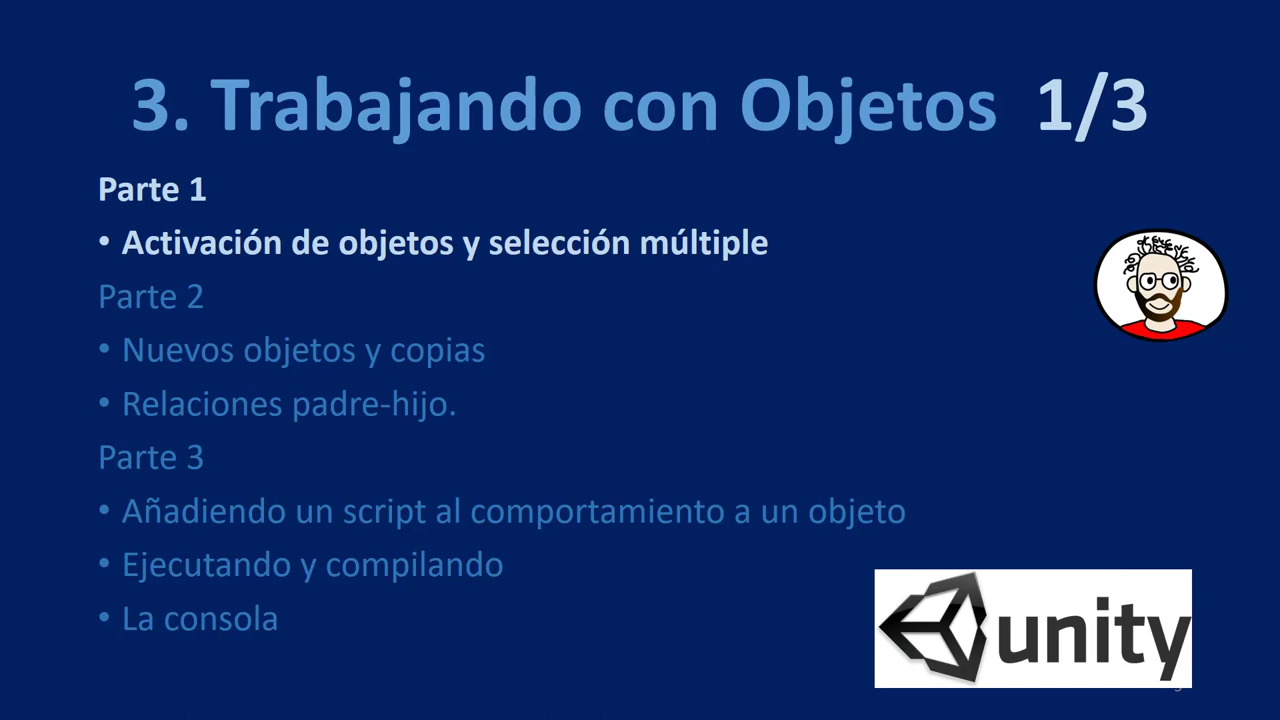 3. Trabajando con Objetos 1/3
Parte 1
• Activación de objetos y selección múltiple
Parte 2
• Nuevos objetos y copias
• Relaciones padre-hijo.
Parte 3
• Añadiendo un script al comportamiento a un objeto
• Ejecutando y compilando
• La consola
unity